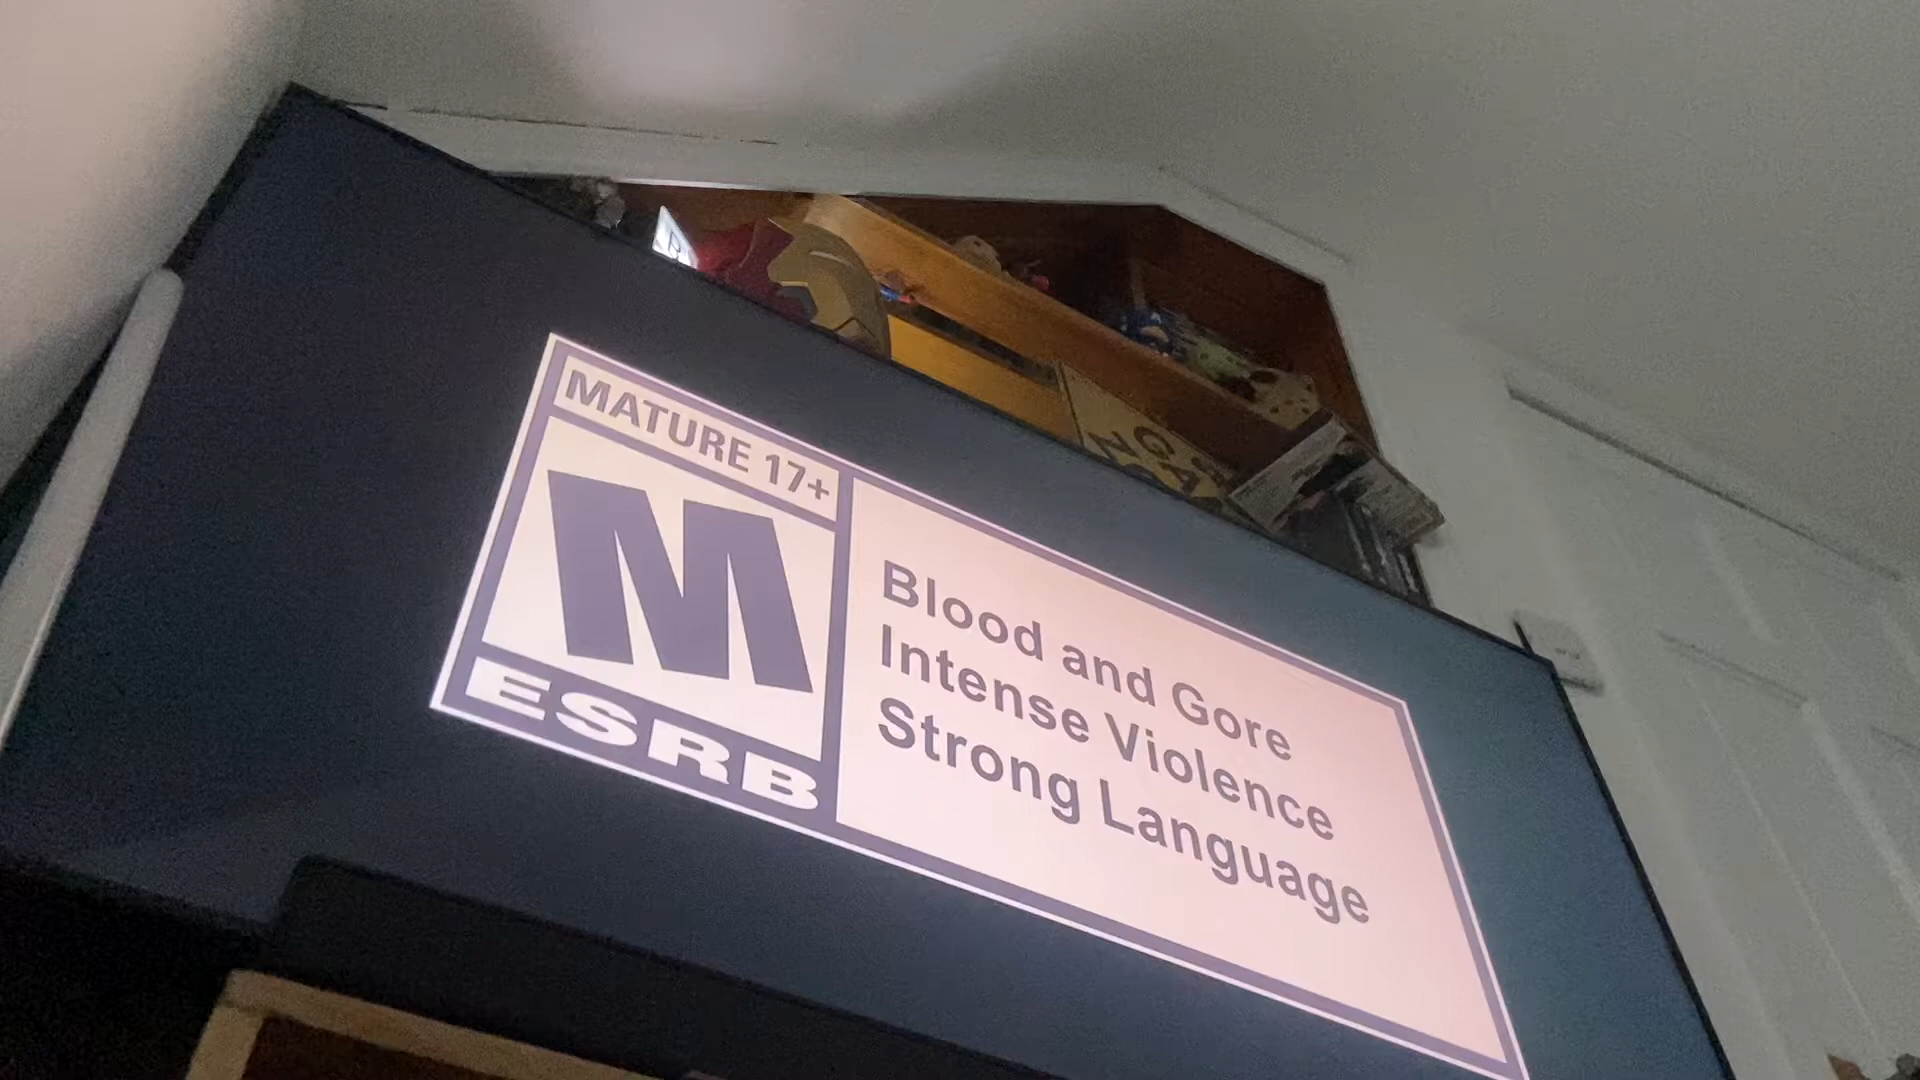 MATURE 17+
M
ESRB
Blood and Gore
Intense Violence
Strong Language